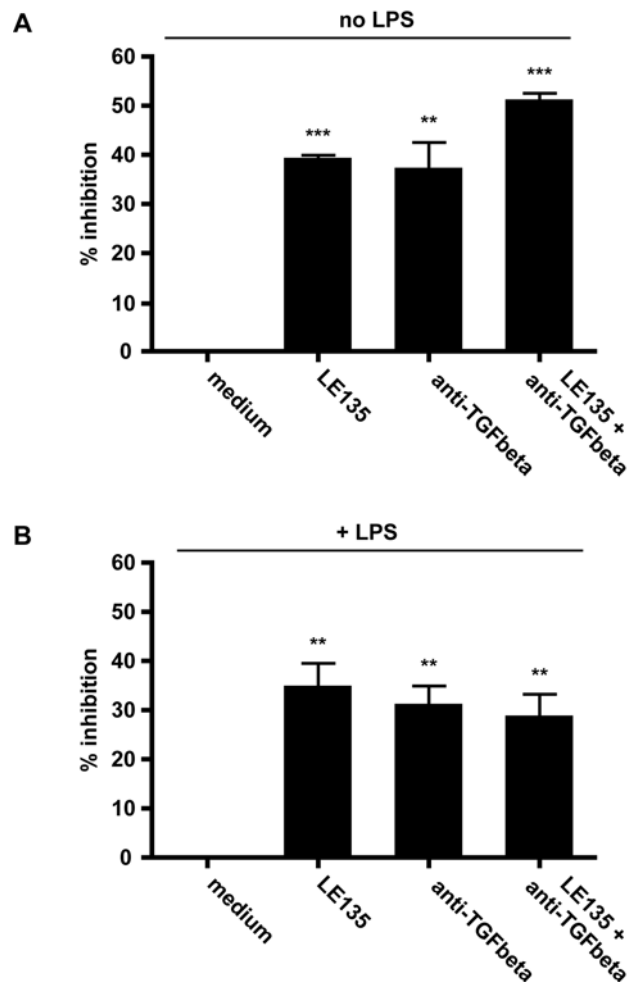 A
no LPS
% inhibition
60
50
40
30
20
10
0
***
**
***
medium
LE135
anti-TGFbeta
LE135 +
anti-TGFbeta
B
+ LPS
% inhibition
60
50
40
30
20
10
0
**
**
**
medium
LE135
anti-TGFbeta
LE135 +
anti-TGFbeta